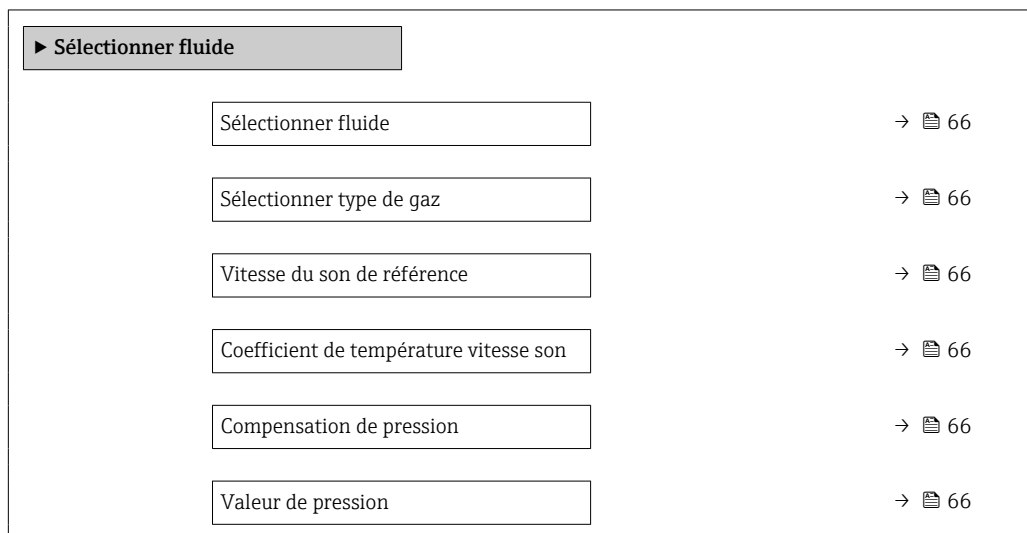 ▶ Sélectionner fluide
Sélectionner fluide → 66
Sélectionner type de gaz → 66
Vitesse du son de référence → 66
Coefficient de température vitesse son → 66
Compensation de pression → 66
Valeur de pression → 66